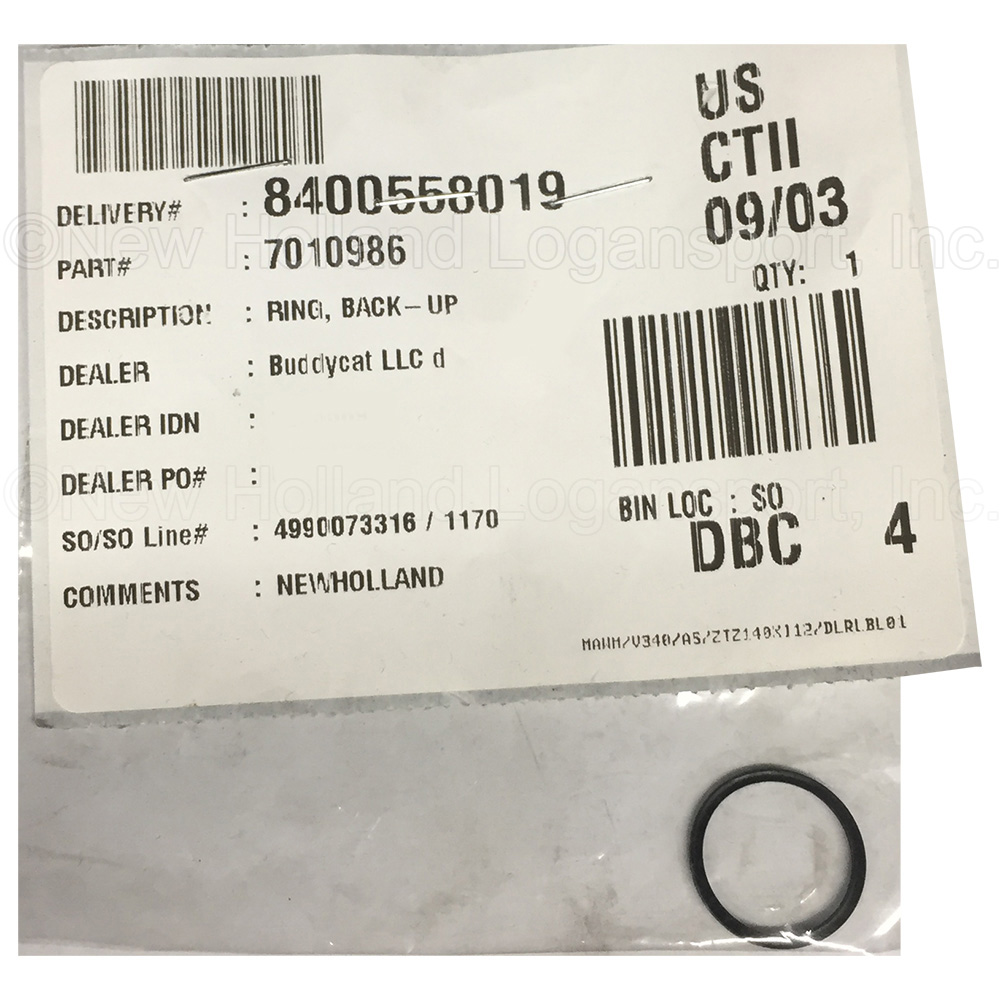 US
CTII
09/03
DELIVERY# : 8400558019
PART# : 7010986
QTY: 1
DESCRIPTION : RING, BACK-UP
DEALER : Buddycat LLC d
DEALER IDN :
DEALER PO# :
SO/SO Line# : 4990073316 / 1170
BIN LOC : SO
DBC 4
COMMENTS : NEWHOLLAND
©New Holland Logansport, Inc.
©New Holland Logansport, Inc.